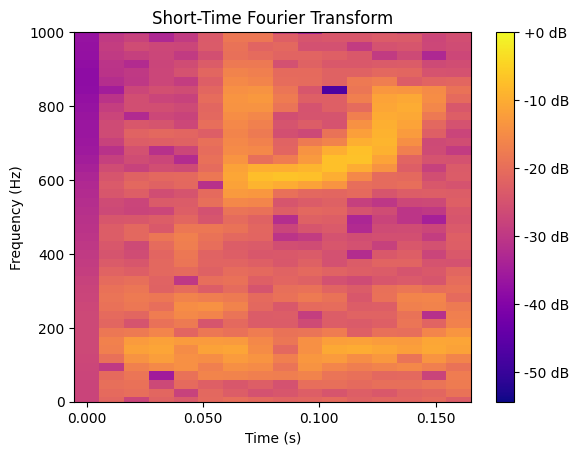 Short-Time Fourier Transform
1000
800
600
400
200
0
Frequency (Hz)
0.000
0.050
0.100
0.150
Time (s)
+0 dB
-10 dB
-20 dB
-30 dB
-40 dB
-50 dB